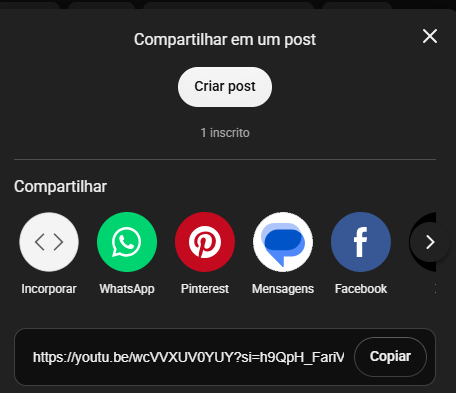 Compartilhar em um post
Criar post
1 inscrito
Compartilhar
Incorporar WhatsApp Pinterest Mensagens Facebook
https://youtu.be/wcVVXUV0YUY?si=h9QpH_FariV Copiar